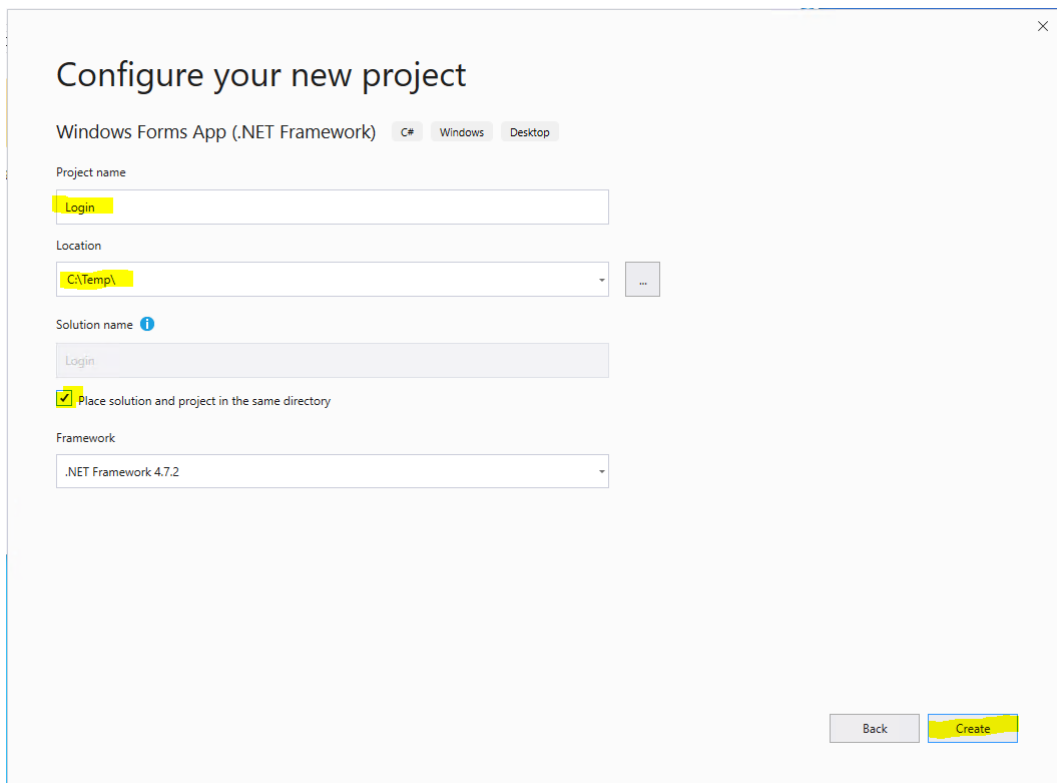 Configure your new project
Windows Forms App (.NET Framework) C# Windows Desktop
Project name
Login
Location
C:\Temp\
...
Solution name i
Login
Place solution and project in the same directory
Framework
.NET Framework 4.7.2
Back Create